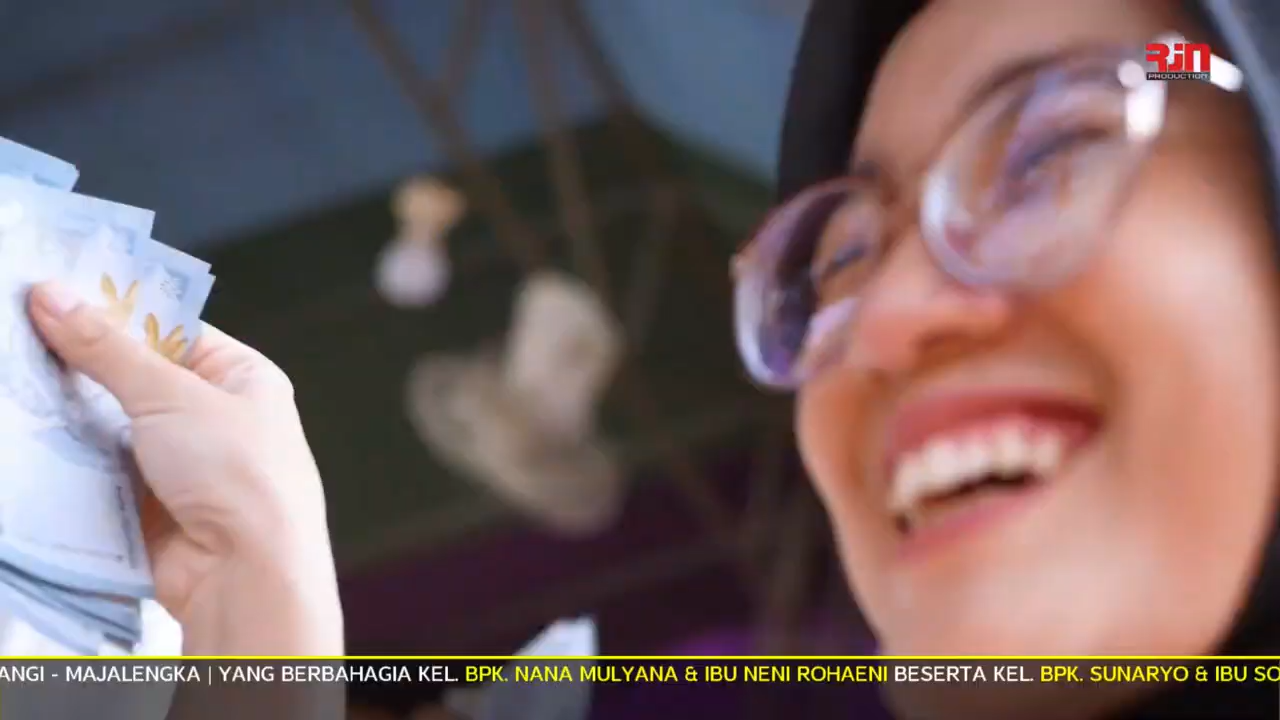 RJN
PRODUCTION
ANGI - MAJALENGKA | YANG BERBAHAGIA KEL. BPK. NANA MULYANA & IBU NENI ROHAENI BESERTA KEL. BPK. SUNARYO & IBU SO